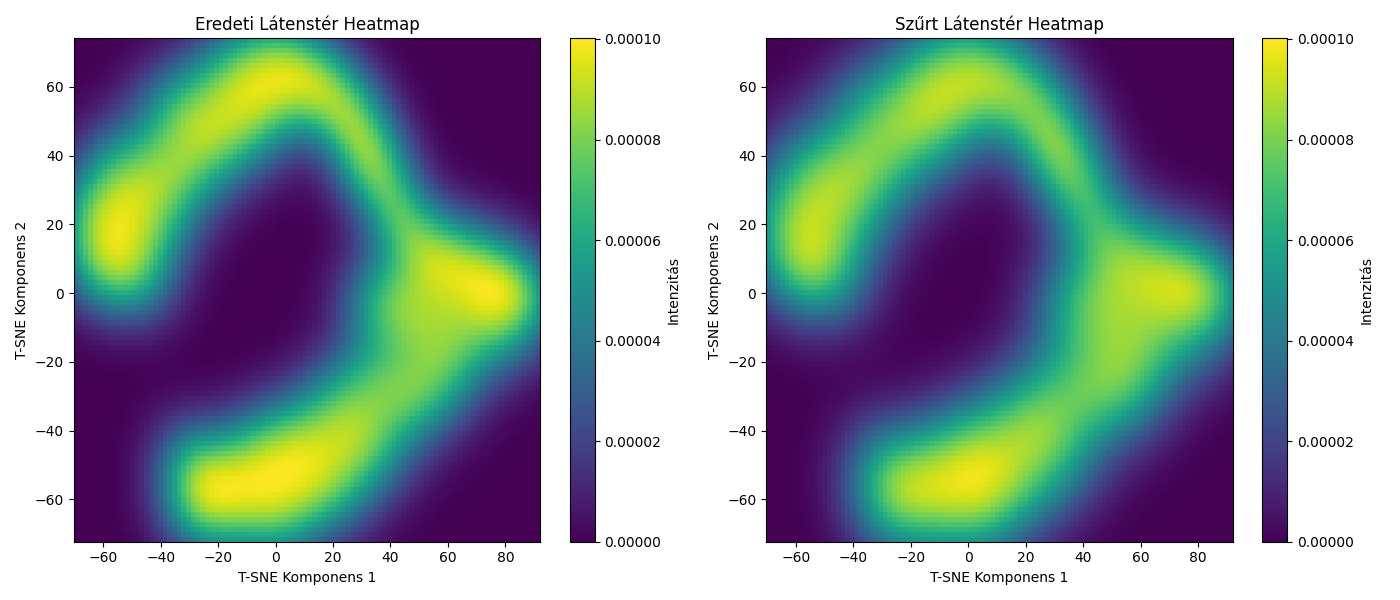 Eredeti Látenstér Heatmap
60
40
20
0
−20
−40
−60
−60 −40 −20 0 20 40 60 80
T-SNE Komponens 1
T-SNE Komponens 2
0.00010
0.00008
0.00006
0.00004
0.00002
0.00000
Intenzitás
Szűrt Látenstér Heatmap
60
40
20
0
−20
−40
−60
−60 −40 −20 0 20 40 60 80
T-SNE Komponens 1
T-SNE Komponens 2
0.00010
0.00008
0.00006
0.00004
0.00002
0.00000
Intenzitás